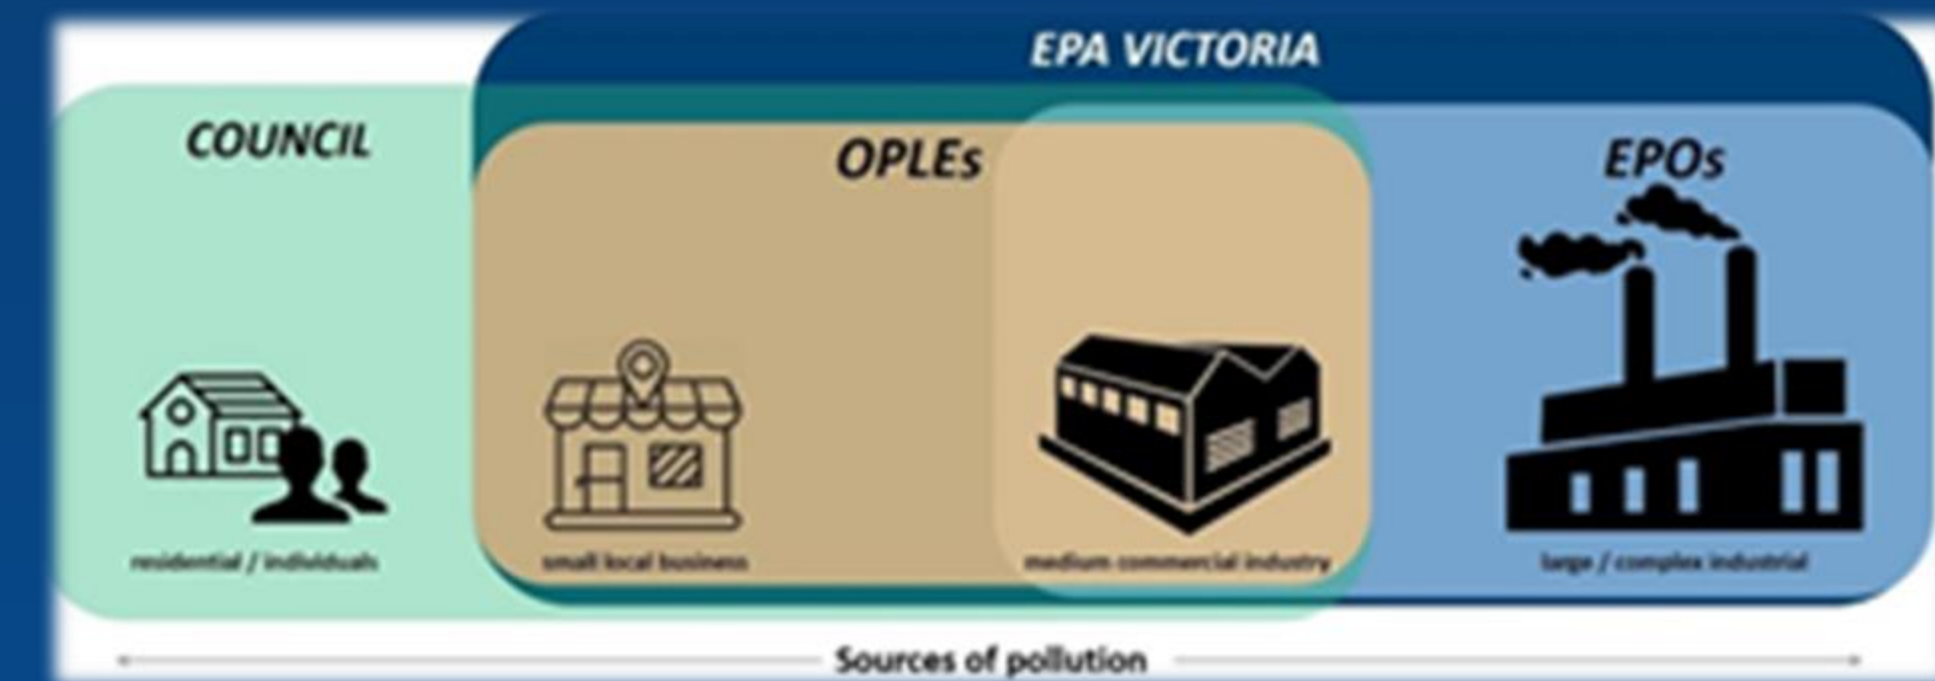 EPA VICTORIA
COUNCIL
OPLEs
EPOs
residential / individuals
small local business
medium commercial industry
large / complex industrial
Sources of pollution